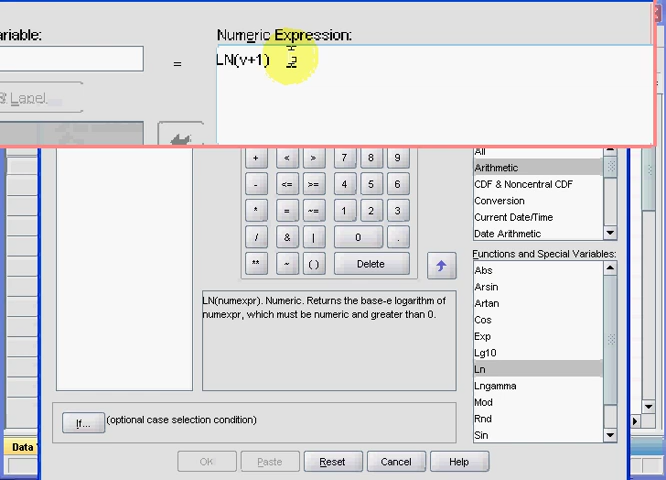 ariable:
Numeric Expression:
LN(v+1)
=
& Label...
All
+ < > 7 8 9
Arithmetic
- <= >= 4 5 6
CDF & Noncentral CDF
Conversion
* = ~= 1 2 3
Current Date/Time
Date Arithmetic
/ & | 0 .
** ~ ( ) Delete
Functions and Special Variables:
Abs
Arsin
Artan
Cos
Exp
Lg10
Ln
Lngamma
Mod
Rnd
Sin
LN(numexpr). Numeric. Returns the base-e logarithm of
numexpr, which must be numeric and greater than 0.
If...
(optional case selection condition)
Data
OK
Paste
Reset
Cancel
Help